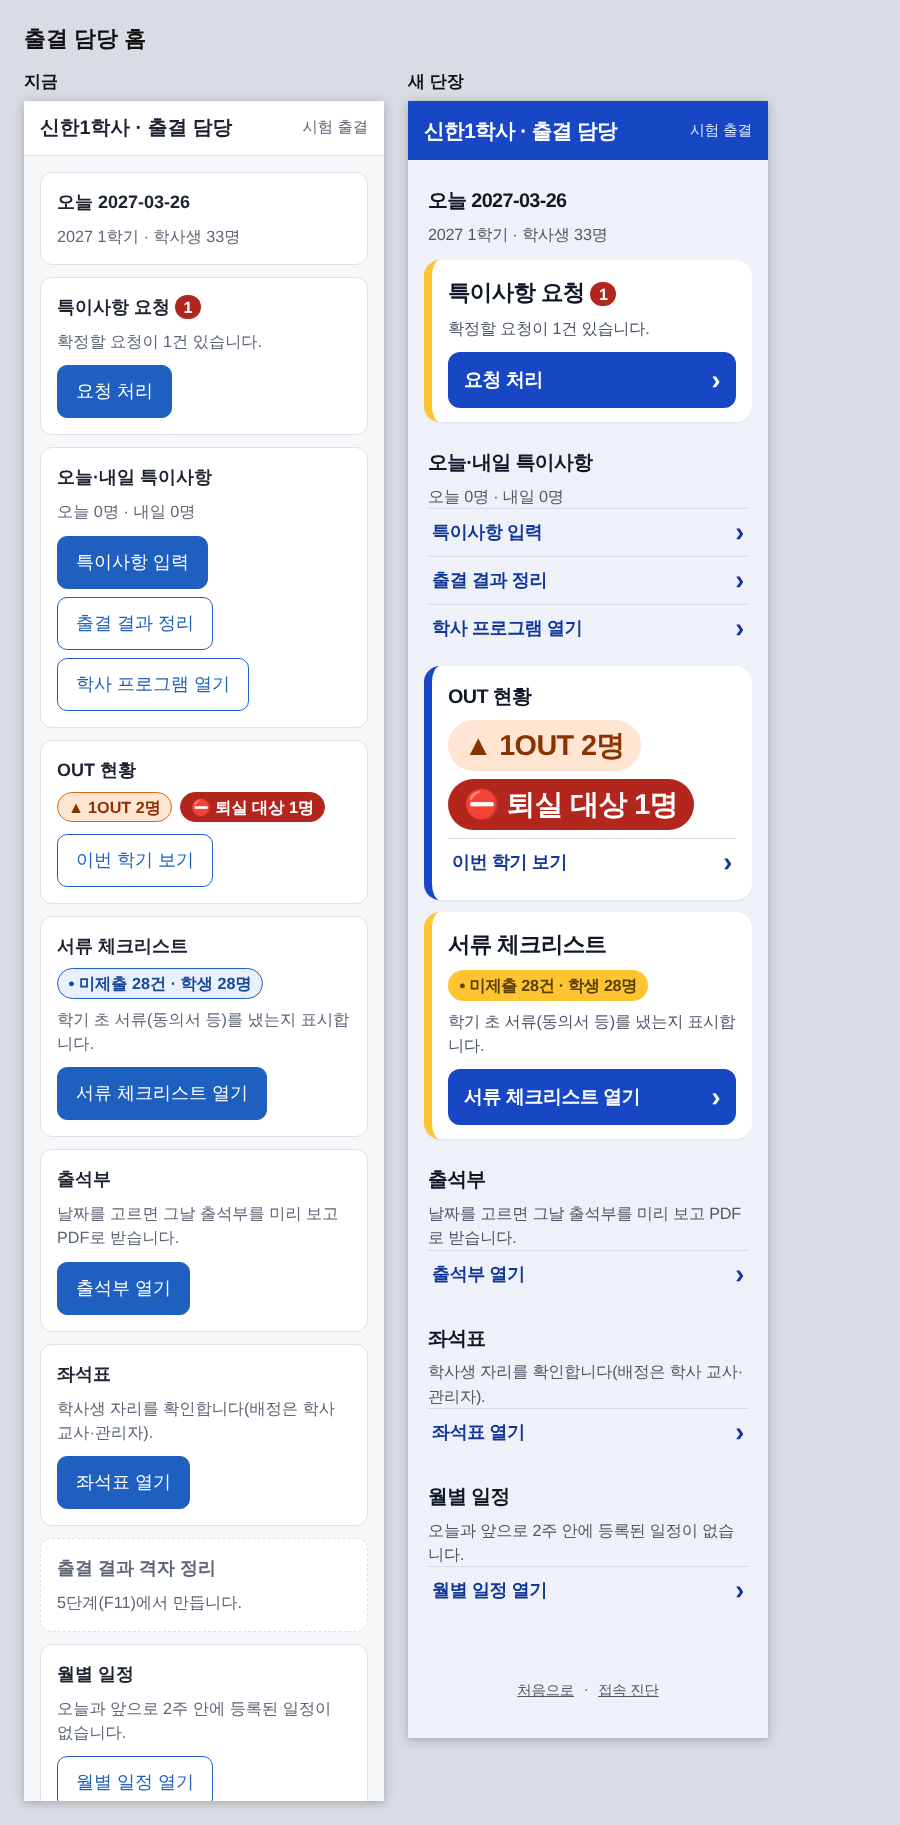 출결 담당 홈
지금
신한1학사 · 출결 담당
시험 출결
오늘 2027-03-26
2027 1학기 · 학사생 33명
특이사항 요청 1
확정할 요청이 1건 있습니다.
요청 처리
오늘·내일 특이사항
오늘 0명 · 내일 0명
특이사항 입력
출결 결과 정리
학사 프로그램 열기
OUT 현황
▲ 1OUT 2명
⛔ 퇴실 대상 1명
이번 학기 보기
서류 체크리스트
• 미제출 28건 · 학생 28명
학기 초 서류(동의서 등)를 냈는지 표시합
니다.
서류 체크리스트 열기
출석부
날짜를 고르면 그날 출석부를 미리 보고
PDF로 받습니다.
출석부 열기
좌석표
학사생 자리를 확인합니다(배정은 학사
교사·관리자).
좌석표 열기
출결 결과 격자 정리
5단계(F11)에서 만듭니다.
월별 일정
오늘과 앞으로 2주 안에 등록된 일정이
없습니다.
월별 일정 열기
새 단장
신한1학사 · 출결 담당
시험 출결
오늘 2027-03-26
2027 1학기 · 학사생 33명
특이사항 요청 1
확정할 요청이 1건 있습니다.
요청 처리 ›
오늘·내일 특이사항
오늘 0명 · 내일 0명
특이사항 입력 ›
출결 결과 정리 ›
학사 프로그램 열기 ›
OUT 현황
▲ 1OUT 2명
⛔ 퇴실 대상 1명
이번 학기 보기 ›
서류 체크리스트
• 미제출 28건 · 학생 28명
학기 초 서류(동의서 등)를 냈는지 표시합
니다.
서류 체크리스트 열기 ›
출석부
날짜를 고르면 그날 출석부를 미리 보고 PDF
로 받습니다.
출석부 열기 ›
좌석표
학사생 자리를 확인합니다(배정은 학사 교사·
관리자).
좌석표 열기 ›
월별 일정
오늘과 앞으로 2주 안에 등록된 일정이 없습
니다.
월별 일정 열기 ›
처음으로 · 접속 진단